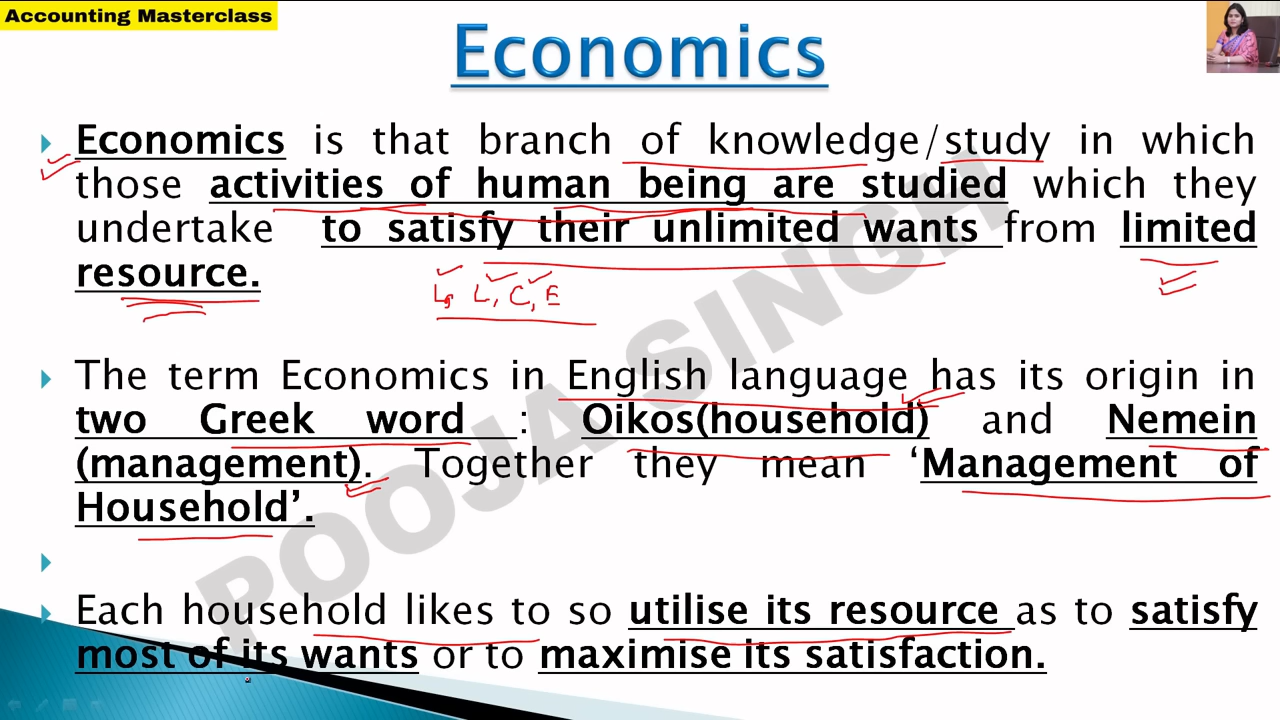 Accounting Masterclass
Economics
Economics is that branch of knowledge/study in which
those activities of human being are studied which they
undertake to satisfy their unlimited wants from limited
resource.
L, L, C, E
The term Economics in English language has its origin in
two Greek word : Oikos(household) and Nemein
(management). Together they mean ‘Management of
Household’.
Each household likes to so utilise its resource as to satisfy
most of its wants or to maximise its satisfaction.
POOJA SINGH